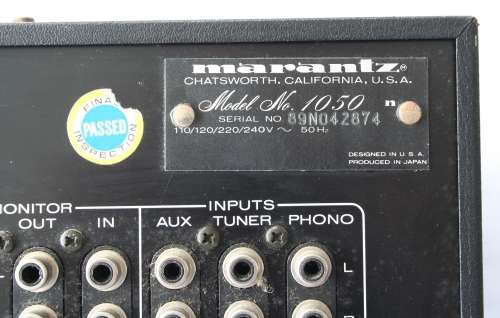 marantz®
CHATSWORTH, CALIFORNIA, U.S.A.
Model No. 1050 n
SERIAL NO. 89N042874
110/120/220/240V ~ 50Hz
DESIGNED IN U.S.A
PRODUCED IN JAPAN
FINAL
PASSED
INSPECTION
MONITOR
OUT IN
INPUTS
AUX TUNER PHONO
L
R